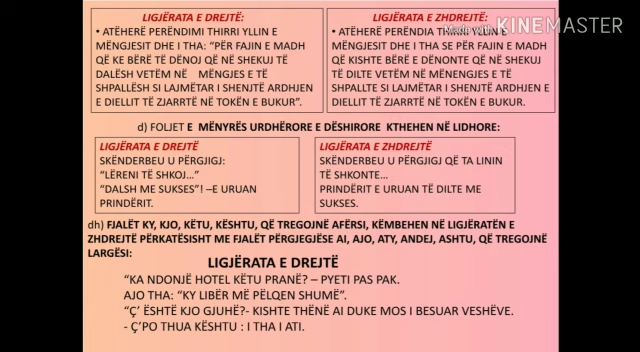 LIGJËRATA E DREJTË:
• ATËHERË PERËNDIMI THIRRI YLLIN E
MËNGJESIT DHE I THA: “PËR FAJIN E MADH
QË KE BËRË TË DËNOJ QË NË SHEKUJ TË
DALËSH VETËM NË MËNGJES E TË
SHPALLËSH SI LAJMËTAR I SHENJTË ARDHJEN
E DIELLIT TË ZJARRTË NË TOKËN E BUKUR”.
LIGJËRATA E ZHDREJTË:
• ATËHERË PERËNDIA THIRRI YLLIN E
MËNGJESIT DHE I THA SE PËR FAJIN E MADH
QË KISHTE BËRË E DËNONTE QË NË SHEKUJ
TË DILTE VETËM NË MËNENGJES E TË
SHPALLTE SI LAJMËTAR I SHENJTË ARDHJEN
E DIELLIT TË ZJARRTË NË TOKËN E BUKUR.
Made with KINEMASTER
d) FOLJET E MËNYRËS URDHËRORE E DËSHIRORE KTHEHEN NË LIDHORE:
LIGJËRATA E DREJTË
SKËNDERBEU U PËRGJIGJ:
“LËRENI TË SHKOJ…”
“DALSH ME SUKSES”! –E URUAN
PRINDËRIT.
LIGJËRATA E ZHDREJTË
SKËNDERBEU U PËRGJIGJ QË TA LININ
TË SHKONTE…
PRINDËRIT E URUAN TË DILTE ME
SUKSES.
dh) FJALËT KY, KJO, KËTU, KËSHTU, QË TREGOJNË AFËRSI, KËMBEHEN NË LIGJËRATËN E
ZHDREJTË PËRKATËSISHT ME FJALËT PËRGJEGJËSE AI, AJO, ATY, ANDEJ, ASHTU, QË TREGOJNË
LARGËSI:
LIGJËRATA E DREJTË
“KA NDONJË HOTEL KËTU PRANË? – PYETI PAS PAK.
AJO THA: “KY LIBËR MË PËLQEN SHUMË”.
“Ç’ ËSHTË KJO GJUHË?- KISHTE THËNË AI DUKE MOS I BESUAR VESHËVE.
- Ç’PO THUA KËSHTU : I THA I ATI.